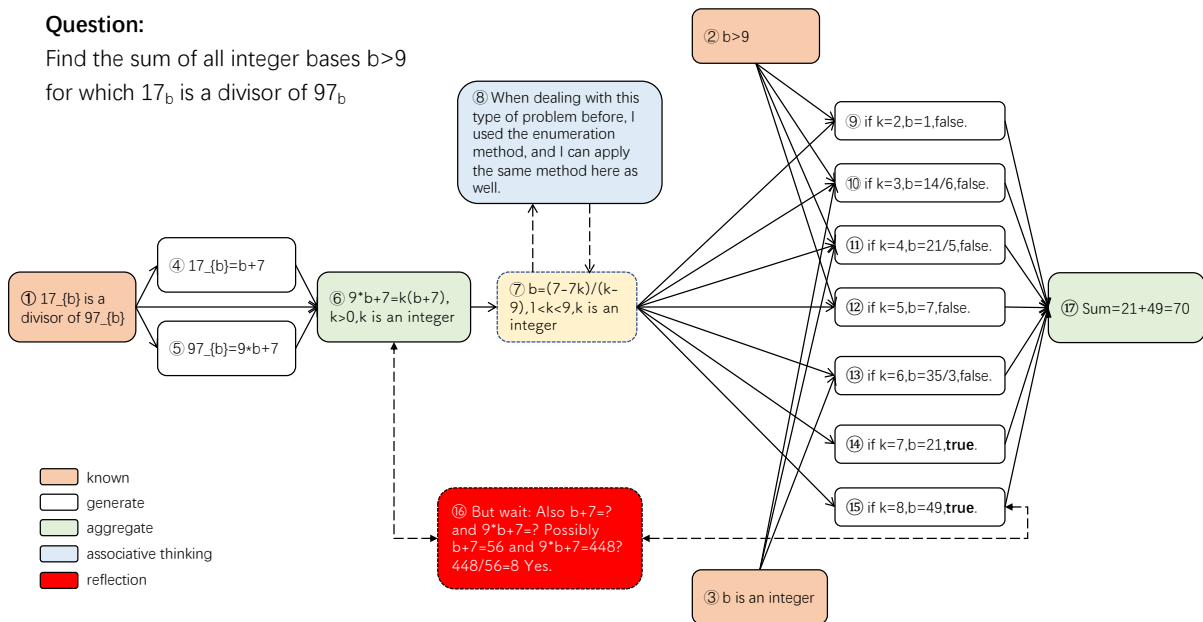 Question:
Find the sum of all integer bases b>9
for which 17_b is a divisor of 97_b
② b>9
⑧ When dealing with this
type of problem before, I
used the enumeration
method, and I can apply
the same method here as
well.
⑨ if k=2,b=1,false.
⑩ if k=3,b=14/6,false.
⑪ if k=4,b=21/5,false.
④ 17_{b}=b+7
① 17_{b} is a
divisor of 97_{b}
⑥ 9*b+7=k(b+7),
k>0,k is an integer
⑦ b=(7-7k)/(k-
9),1<k<9,k is an
integer
⑫ if k=5,b=7,false.
⑰ Sum=21+49=70
⑤ 97_{b}=9*b+7
⑬ if k=6,b=35/3,false.
⑭ if k=7,b=21,true.
⑮ if k=8,b=49,true.
known
generate
aggregate
associative thinking
reflection
⑯ But wait: Also b+7=?
and 9*b+7=? Possibly
b+7=56 and 9*b+7=448?
448/56=8 Yes.
③ b is an integer